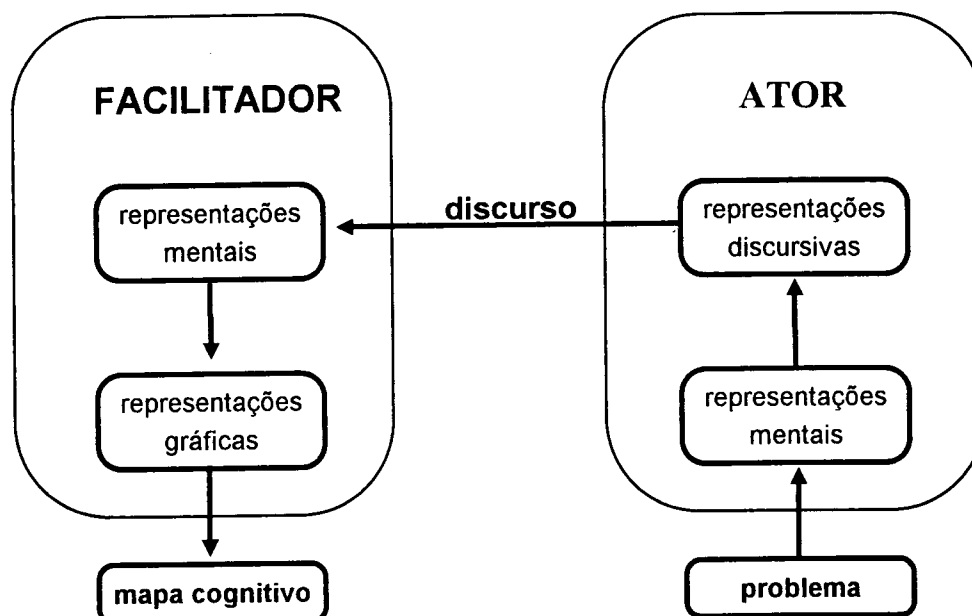 FACILITADOR
representações
mentais
representações
gráficas
mapa cognitivo
discurso
ATOR
representações
discursivas
representações
mentais
problema